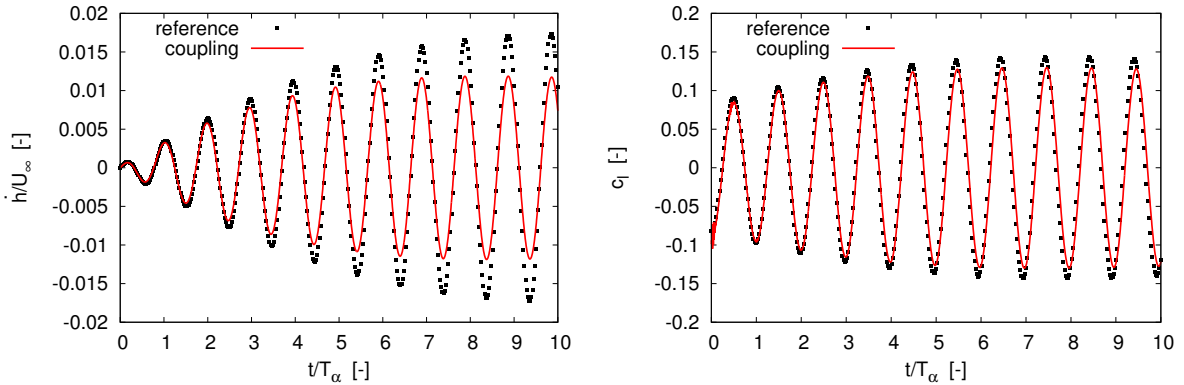 reference
coupling
0.02
0.015
0.01
0.005
0
-0.005
-0.01
-0.015
-0.02
ḣ/U∞ [-]
0 1 2 3 4 5 6 7 8 9 10
t/Tα [-]
reference
coupling
0.2
0.15
0.1
0.05
0
-0.05
-0.1
-0.15
-0.2
cl [-]
0 1 2 3 4 5 6 7 8 9 10
t/Tα [-]